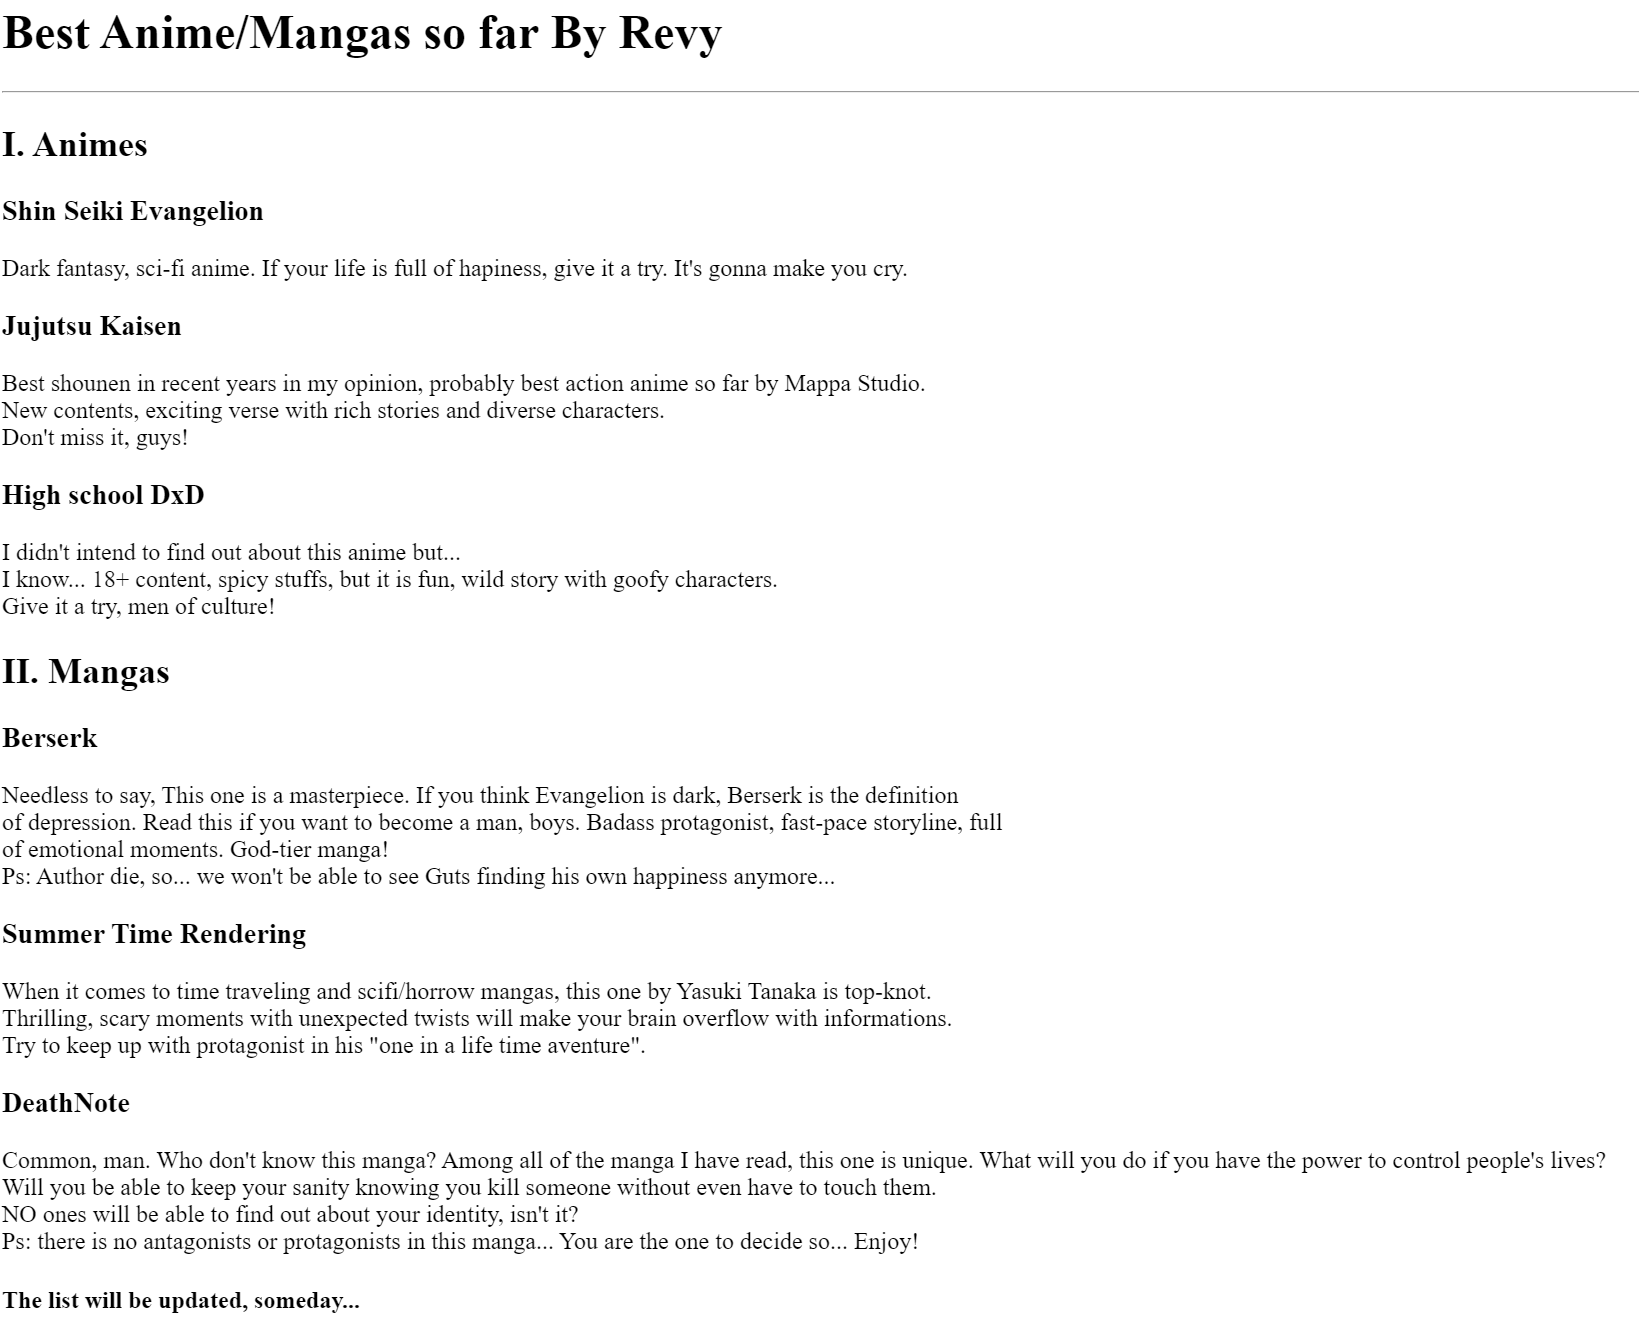 Best Anime/Mangas so far By Revy
I. Animes
Shin Seiki Evangelion
Dark fantasy, sci-fi anime. If your life is full of hapiness, give it a try. It's gonna make you cry.
Jujutsu Kaisen
Best shounen in recent years in my opinion, probably best action anime so far by Mappa Studio.
New contents, exciting verse with rich stories and diverse characters.
Don't miss it, guys!
High school DxD
I didn't intend to find out about this anime but...
I know... 18+ content, spicy stuffs, but it is fun, wild story with goofy characters.
Give it a try, men of culture!
II. Mangas
Berserk
Needless to say, This one is a masterpiece. If you think Evangelion is dark, Berserk is the definition
of depression. Read this if you want to become a man, boys. Badass protagonist, fast-pace storyline, full
of emotional moments. God-tier manga!
Ps: Author die, so... we won't be able to see Guts finding his own happiness anymore...
Summer Time Rendering
When it comes to time traveling and scifi/horrow mangas, this one by Yasuki Tanaka is top-knot.
Thrilling, scary moments with unexpected twists will make your brain overflow with informations.
Try to keep up with protagonist in his "one in a life time aventure".
DeathNote
Common, man. Who don't know this manga? Among all of the manga I have read, this one is unique. What will you do if you have the power to control people's lives?
Will you be able to keep your sanity knowing you kill someone without even have to touch them.
NO ones will be able to find out about your identity, isn't it?
Ps: there is no antagonists or protagonists in this manga... You are the one to decide so... Enjoy!
The list will be updated, someday...